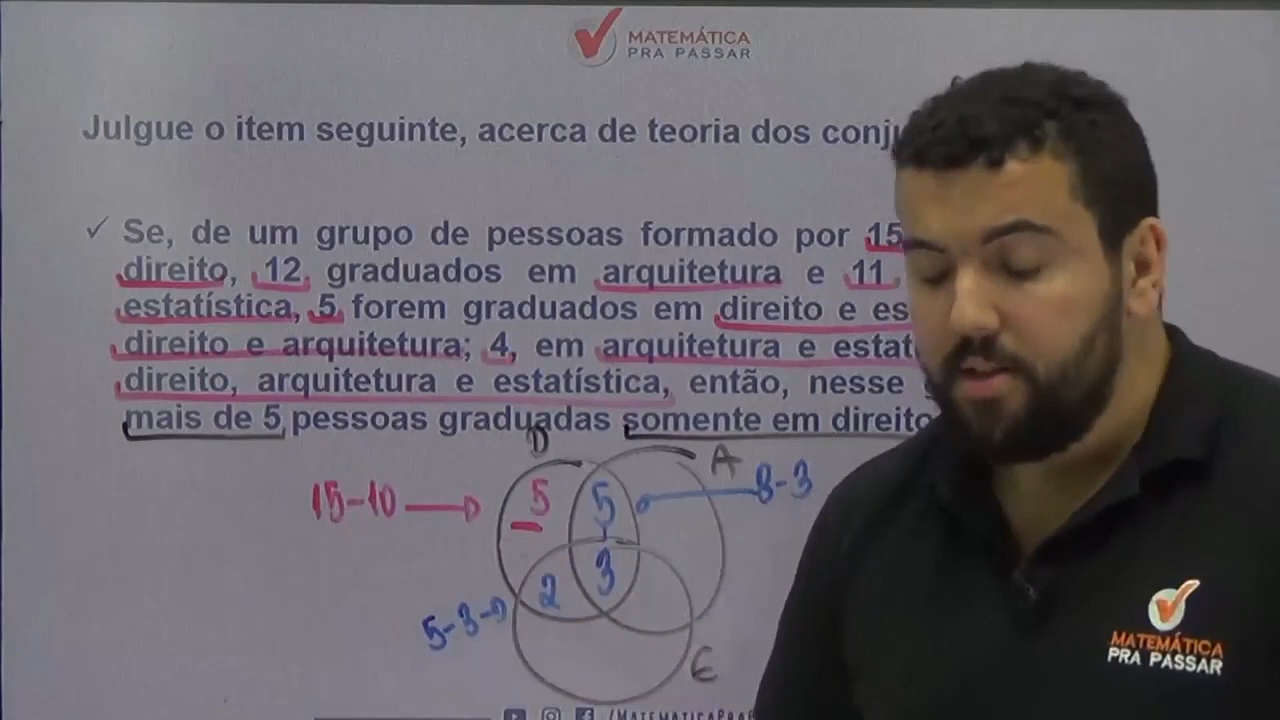 MATEMÁTICA
PRA PASSAR
Julgue o item seguinte, acerca de teoria dos conj
✓ Se, de um grupo de pessoas formado por 15
direito, 12 graduados em arquitetura e 11
estatística, 5 forem graduados em direito e es
direito e arquitetura; 4, em arquitetura e estat
direito, arquitetura e estatística, então, nesse
mais de 5 pessoas graduadas somente em direito
D
A
15-10
5
5
8-3
2
3
5-3
E
MATEMÁTICA
PRA PASSAR